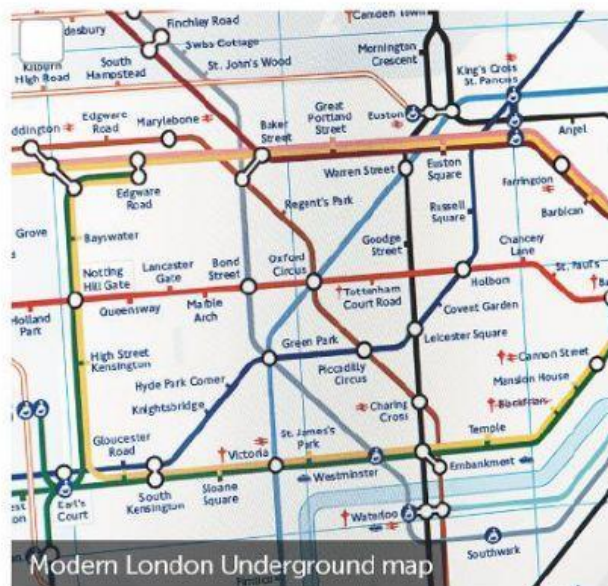 Finchley Road
Camden Town
desbury
Swiss Cottage
Kilburn
High Road
South
Hampstead
St. John's Wood
Mornington
Crescent
King's Cross
St. Pancras
Edgware
Road
Marylebone
Great
Portland
Street
Euston
ddington
Baker
Street
Angel
Warren Street
Euston
Square
Farringdon
Edgware
Road
Regent's Park
Russell
Square
Barbican
Grove
Bayswater
Goodge
Street
Chancery
Lane
Notting
Hill Gate
Lancaster
Gate
Bond
Street
Oxford
Circus
St. Paul's
Holland
Park
Queensway
Marble
Arch
Tottenham
Court Road
Holborn
Ba
Covent Garden
High Street
Kensington
Green Park
Leicester Square
Cannon Street
Hyde Park Corner
Piccadilly
Circus
Mansion House
Knightsbridge
Charing
Cross
Blackfriars
Gloucester
Road
Victoria
St. James's
Park
Temple
Earl's
Court
South
Kensington
Sloane
Square
Westminster
Embankment
Waterloo
Southwark
Modern London Underground map